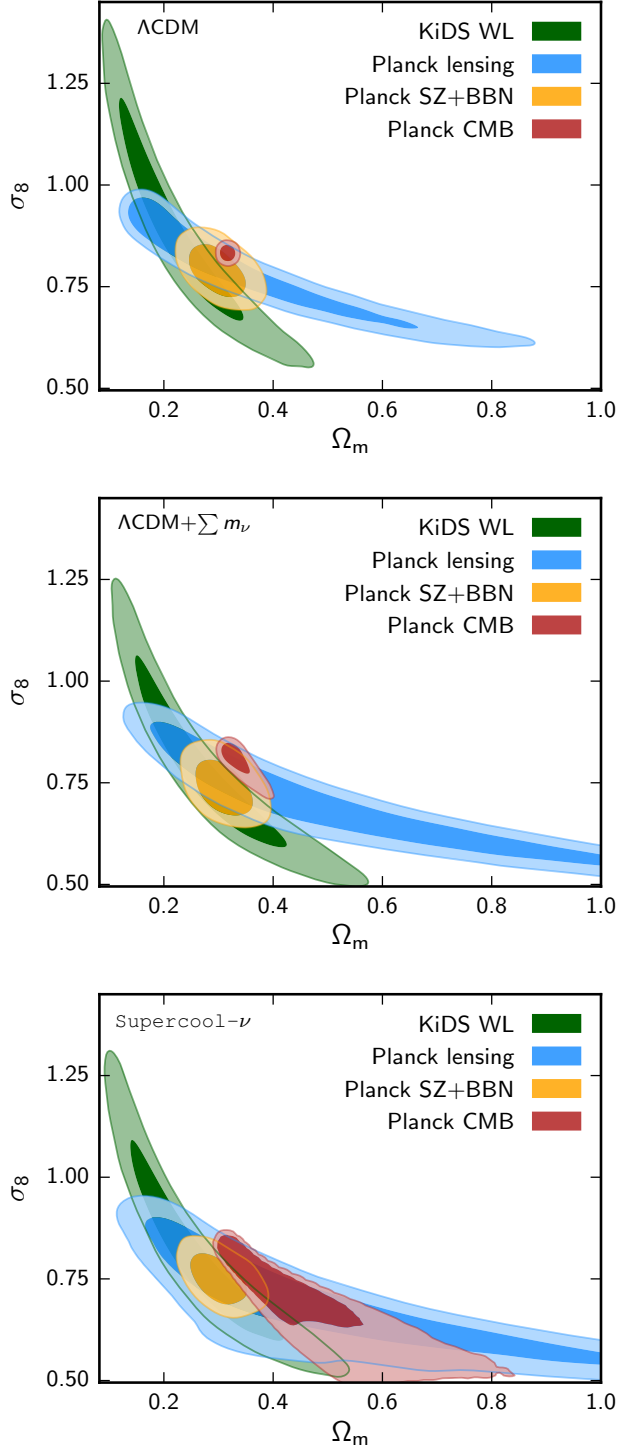 ΛCDM
KiDS WL
Planck lensing
Planck SZ+BBN
Planck CMB
1.25
1.00
0.75
0.50
σ8
0.2 0.4 0.6 0.8 1.0
Ωm
ΛCDM+∑ mν
KiDS WL
Planck lensing
Planck SZ+BBN
Planck CMB
1.25
1.00
0.75
0.50
σ8
0.2 0.4 0.6 0.8 1.0
Ωm
Supercool-ν
KiDS WL
Planck lensing
Planck SZ+BBN
Planck CMB
1.25
1.00
0.75
0.50
σ8
0.2 0.4 0.6 0.8 1.0
Ωm